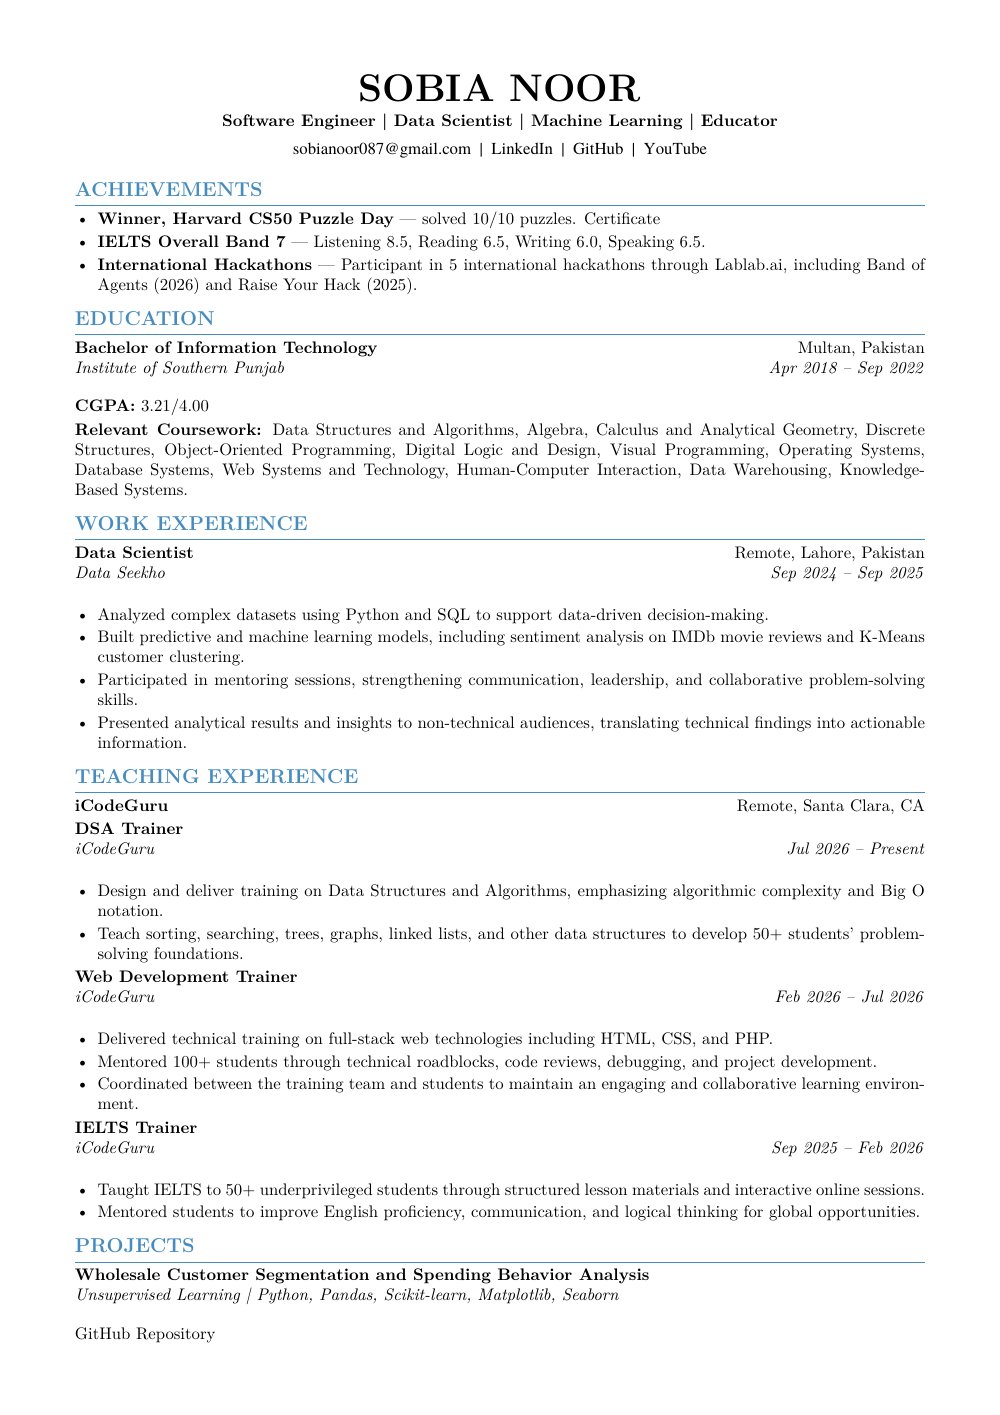 SOBIA NOOR
Software Engineer | Data Scientist | Machine Learning | Educator
sobianoor087@gmail.com | LinkedIn | GitHub | YouTube
ACHIEVEMENTS
• Winner, Harvard CS50 Puzzle Day — solved 10/10 puzzles. Certificate
• IELTS Overall Band 7 — Listening 8.5, Reading 6.5, Writing 6.0, Speaking 6.5.
• International Hackathons — Participant in 5 international hackathons through Lablab.ai, including Band of
Agents (2026) and Raise Your Hack (2025).
EDUCATION
Bachelor of Information Technology Multan, Pakistan
Institute of Southern Punjab Apr 2018 – Sep 2022
CGPA: 3.21/4.00
Relevant Coursework: Data Structures and Algorithms, Algebra, Calculus and Analytical Geometry, Discrete
Structures, Object-Oriented Programming, Digital Logic and Design, Visual Programming, Operating Systems,
Database Systems, Web Systems and Technology, Human-Computer Interaction, Data Warehousing, Knowledge-
Based Systems.
WORK EXPERIENCE
Data Scientist Remote, Lahore, Pakistan
Data Seekho Sep 2024 – Sep 2025
• Analyzed complex datasets using Python and SQL to support data-driven decision-making.
• Built predictive and machine learning models, including sentiment analysis on IMDb movie reviews and K-Means
customer clustering.
• Participated in mentoring sessions, strengthening communication, leadership, and collaborative problem-solving
skills.
• Presented analytical results and insights to non-technical audiences, translating technical findings into actionable
information.
TEACHING EXPERIENCE
iCodeGuru Remote, Santa Clara, CA
DSA Trainer
iCodeGuru Jul 2026 – Present
• Design and deliver training on Data Structures and Algorithms, emphasizing algorithmic complexity and Big O
notation.
• Teach sorting, searching, trees, graphs, linked lists, and other data structures to develop 50+ students' problem-
solving foundations.
Web Development Trainer
iCodeGuru Feb 2026 – Jul 2026
• Delivered technical training on full-stack web technologies including HTML, CSS, and PHP.
• Mentored 100+ students through technical roadblocks, code reviews, debugging, and project development.
• Coordinated between the training team and students to maintain an engaging and collaborative learning environ-
ment.
IELTS Trainer
iCodeGuru Sep 2025 – Feb 2026
• Taught IELTS to 50+ underprivileged students through structured lesson materials and interactive online sessions.
• Mentored students to improve English proficiency, communication, and logical thinking for global opportunities.
PROJECTS
Wholesale Customer Segmentation and Spending Behavior Analysis
Unsupervised Learning | Python, Pandas, Scikit-learn, Matplotlib, Seaborn
GitHub Repository